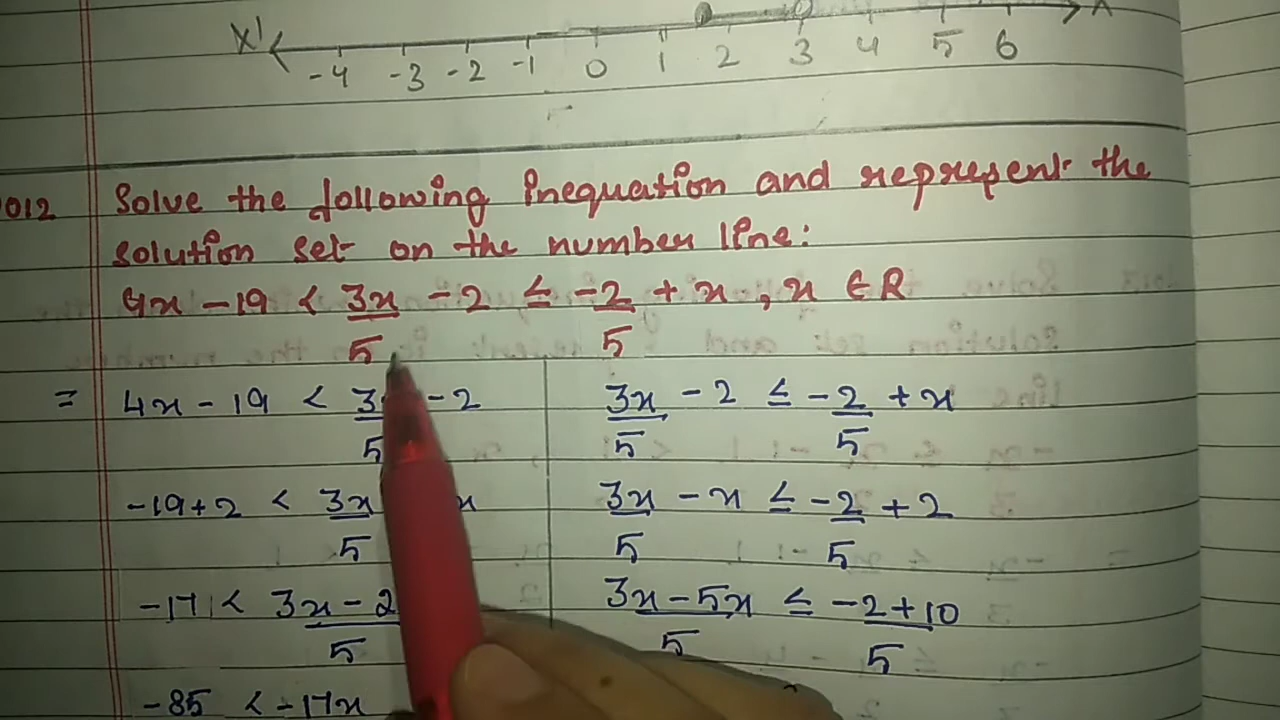 X'
-4 -3 -2 -1 0 1 2 3 4 5 6
2012 Solve the following inequation and represent the
solution set on the number line:
4x - 19 < 3x/5 - 2 ≤ -2/5 + x, x ∈ R
= 4x - 19 < 3x/5 - 2
-19+2 < 3x/5
-17 < 3x - 2
/5
-85 < -17x
3x/5 - 2 ≤ -2/5 + x
3x/5 - x ≤ -2/5 + 2
3x - 5x/5 ≤ -2 + 10/5